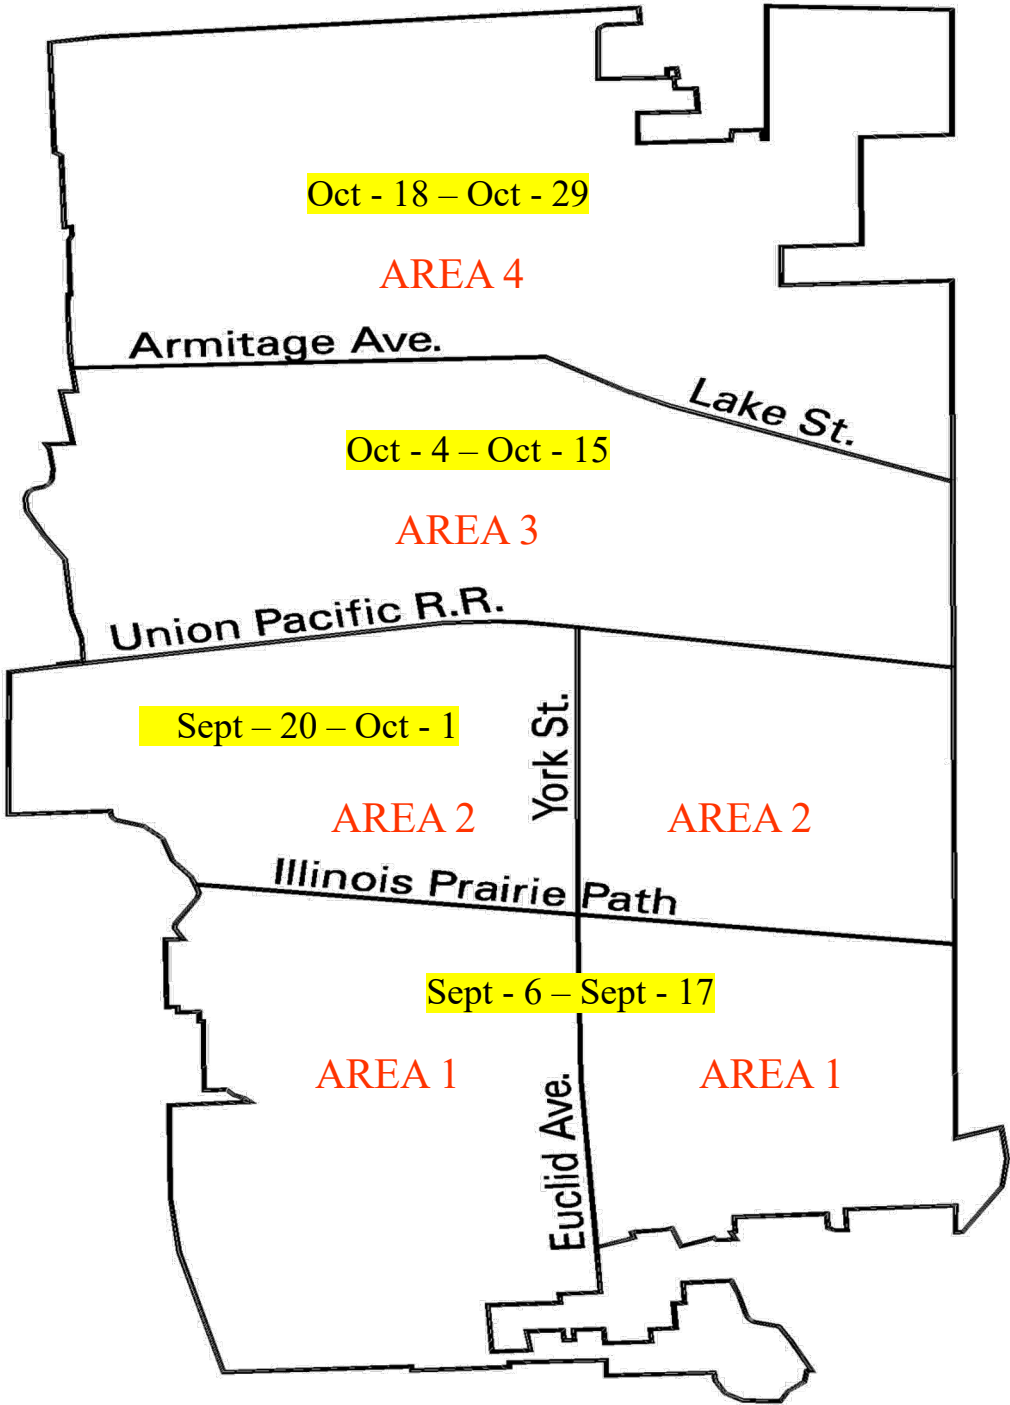 Oct - 18 – Oct - 29
AREA 4
Armitage Ave.
Lake St.
Oct - 4 – Oct - 15
AREA 3
Union Pacific R.R.
Sept – 20 – Oct - 1
York St.
AREA 2
AREA 2
Illinois Prairie Path
Sept - 6 – Sept - 17
AREA 1
AREA 1
Euclid Ave.